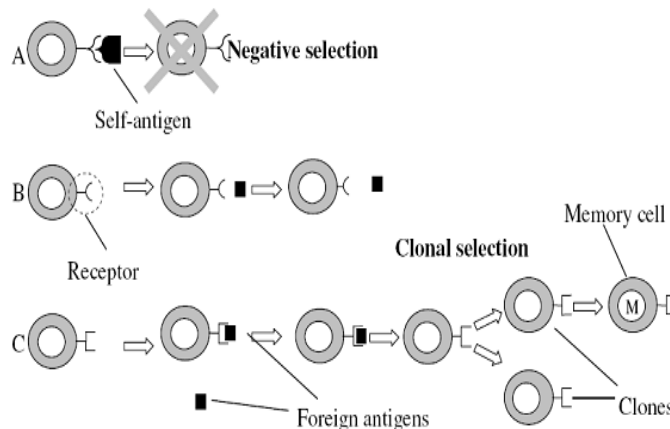 A
Negative selection
Self-antigen
B
Receptor
Memory cell
Clonal selection
M
C
Foreign antigens
Clones